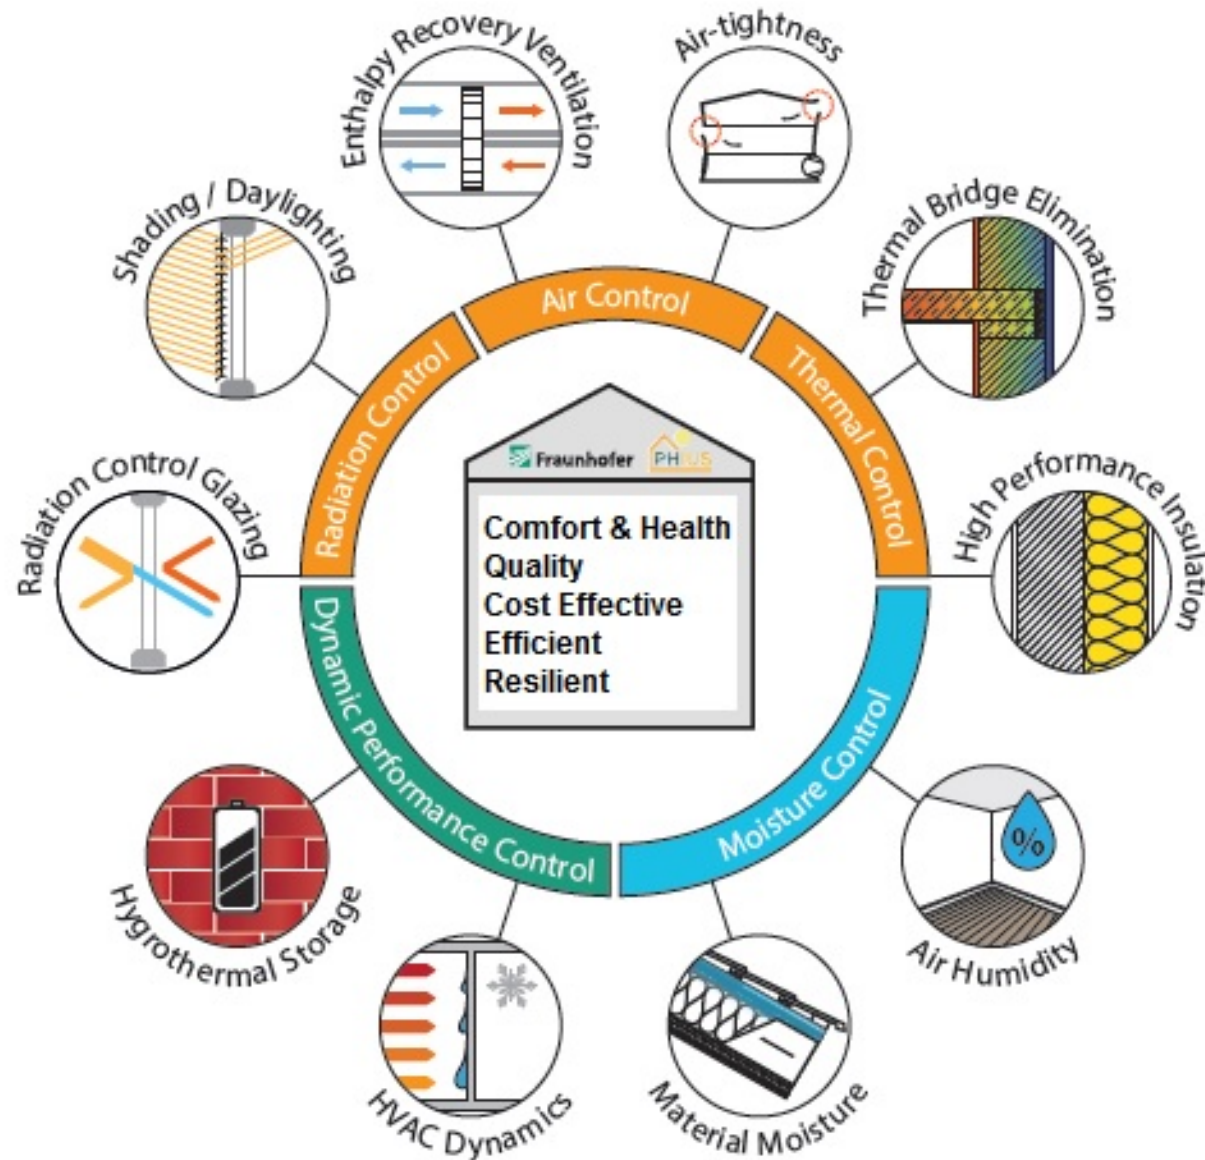 Enthalpy Recovery Ventilation
Air-tightness
Shading / Daylighting
Thermal Bridge Elimination
Air Control
Radiation Control
Thermal Control
Radiation Control Glazing
High Performance Insulation
Fraunhofer
PHIUS
Comfort & Health
Quality
Cost Effective
Efficient
Resilient
Dynamic Performance Control
Moisture Control
Hygrothermal Storage
%
Air Humidity
HVAC Dynamics
Material Moisture